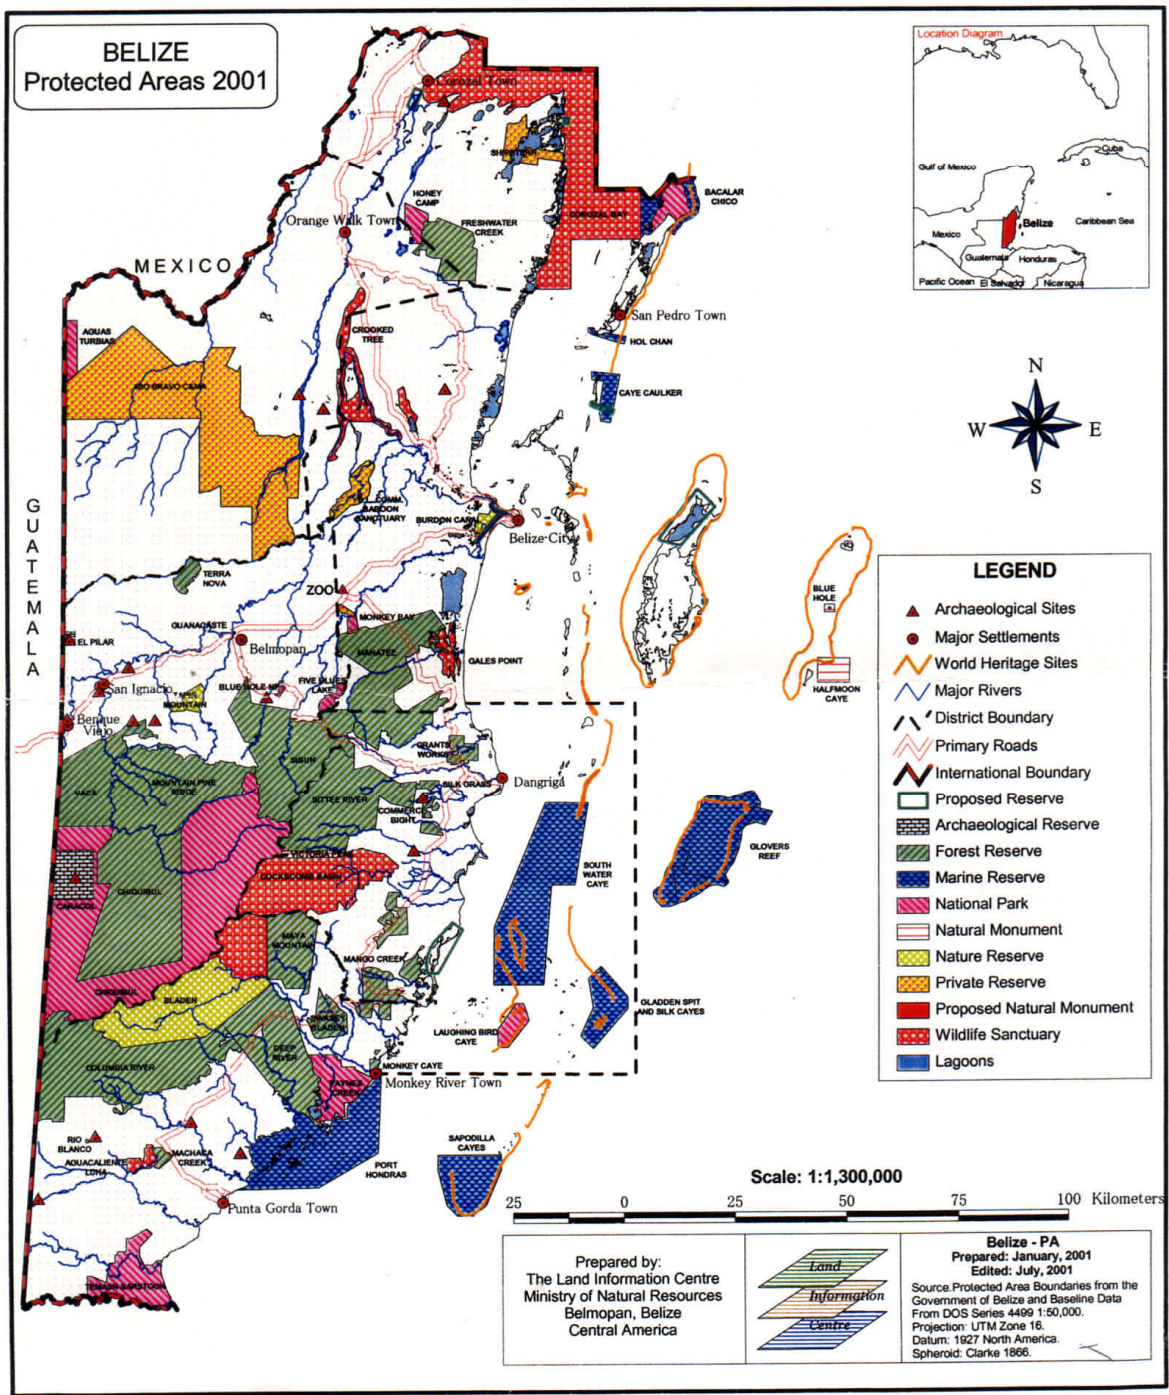 BELIZE
Protected Areas 2001
Location Diagram
Gulf of Mexico
Cuba
Mexico
Belize
Caribbean Sea
Guatemala
Honduras
Pacific Ocean
El Salvador
Nicaragua
Corozal Town
SHIPSTERN
HONEY
CAMP
FRESHWATER
CREEK
COROZAL BAY
BACALAR
CHICO
Orange Walk Town
MEXICO
San Pedro Town
HOL CHAN
AGUAS
TURBIAS
CROOKED
TREE
RIO BRAVO C&MA
CAYE CAULKER
N
W
E
S
GUATEMALA
COMM.
BABOON
SANCTUARY
BURDON CANAL
Belize City
TERRA
NOVA
ZOO
BLUE
HOLE
GUANACASTE
MONKEY BAY
EL PILAR
Belmopan
MANATEE
GALES POINT
San Ignacio
BLUE HOLE NP
FIVE BLUES
LAKE
HALFMOON
CAYE
MOUNTAIN
Benque
Viejo
GRANTS
WORKS
SIBUN
Dangriga
MOUNTAIN PINE
RIDGE
VACA
SITTEE RIVER
SILK GRASS
COMMERCE
BIGHT
GLOVERS
REEF
VICTORIA PEAK
COCKSCOMB BASIN
SOUTH
WATER
CAYE
CHIQUIBUL
CARACOL
MAYA
MOUNTAIN
MANGO CREEK
CHIQUIBUL
BLADEN
SWASEY
BLADEN
GLADDEN SPIT
AND SILK CAYES
LAUGHING BIRD
CAYE
DEEP
RIVER
COLUMBIA RIVER
MONKEY CAYE
PAYNES
CREEK
Monkey River Town
RIO
BLANCO
AGUACALIENTE
LUHA
MACHACA
CREEK
PORT
HONDRAS
SAPODILLA
CAYES
Punta Gorda Town
TEMASH SARSTOON
LEGEND
Archaeological Sites
Major Settlements
World Heritage Sites
Major Rivers
District Boundary
Primary Roads
International Boundary
Proposed Reserve
Archaeological Reserve
Forest Reserve
Marine Reserve
National Park
Natural Monument
Nature Reserve
Private Reserve
Proposed Natural Monument
Wildlife Sanctuary
Lagoons
Scale: 1:1,300,000
25 0 25 50 75 100 Kilometers
Prepared by:
The Land Information Centre
Ministry of Natural Resources
Belmopan, Belize
Central America
Land
Information
Centre
Belize - PA
Prepared: January, 2001
Edited: July, 2001
Source:Protected Area Boundaries from the
Government of Belize and Baseline Data
From DOS Series 4499 1:50,000.
Projection: UTM Zone 16.
Datum: 1927 North America.
Spheroid: Clarke 1866.